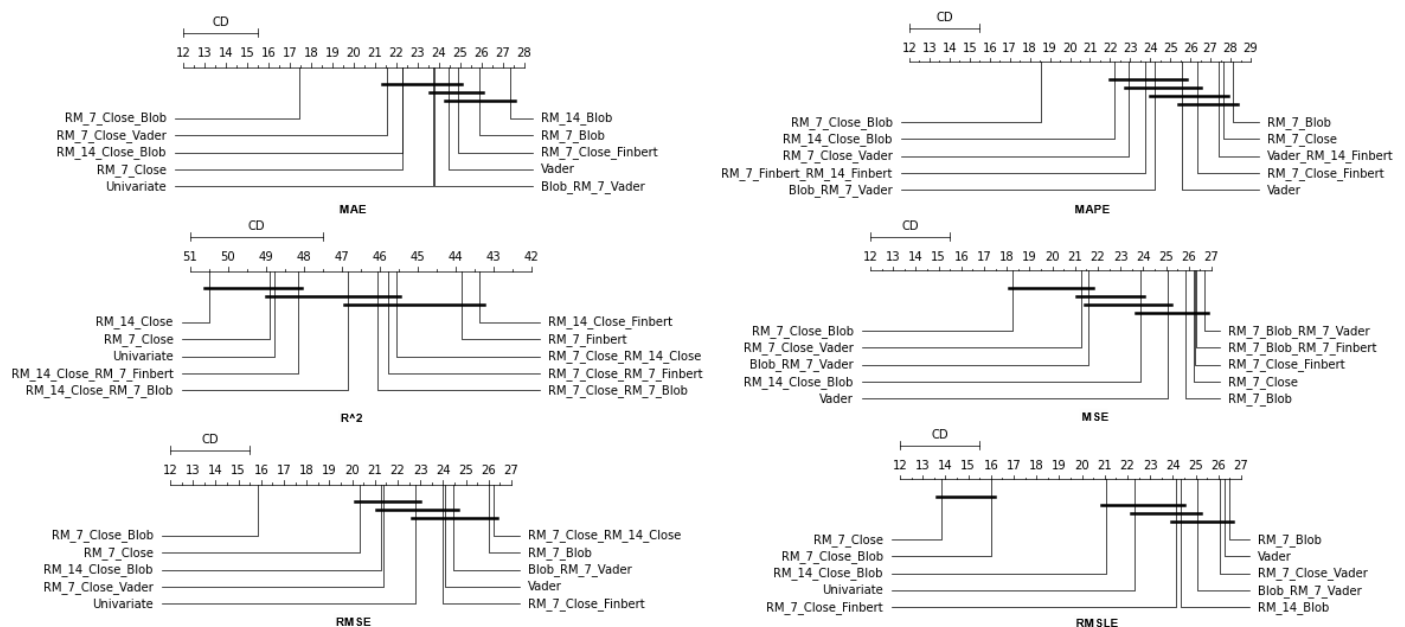 CD
12 13 14 15 16 17 18 19 20 21 22 23 24 25 26 27 28
RM_7_Close_Blob
RM_7_Close_Vader
RM_14_Close_Blob
RM_7_Close
Univariate
RM_14_Blob
RM_7_Blob
RM_7_Close_Finbert
Vader
Blob_RM_7_Vader
MAE
CD
12 13 14 15 16 17 18 19 20 21 22 23 24 25 26 27 28 29
RM_7_Close_Blob
RM_14_Close_Blob
RM_7_Close_Vader
RM_7_Finbert_RM_14_Finbert
Blob_RM_7_Vader
RM_7_Blob
RM_7_Close
Vader_RM_14_Finbert
RM_7_Close_Finbert
Vader
MAPE
CD
51 50 49 48 47 46 45 44 43 42
RM_14_Close
RM_7_Close
Univariate
RM_14_Close_RM_7_Finbert
RM_14_Close_RM_7_Blob
RM_14_Close_Finbert
RM_7_Finbert
RM_7_Close_RM_14_Close
RM_7_Close_RM_7_Finbert
RM_7_Close_RM_7_Blob
R^2
CD
12 13 14 15 16 17 18 19 20 21 22 23 24 25 26 27
RM_7_Close_Blob
RM_7_Close_Vader
Blob_RM_7_Vader
RM_14_Close_Blob
Vader
RM_7_Blob_RM_7_Vader
RM_7_Blob_RM_7_Finbert
RM_7_Close_Finbert
RM_7_Close
RM_7_Blob
MSE
CD
12 13 14 15 16 17 18 19 20 21 22 23 24 25 26 27
RM_7_Close_Blob
RM_7_Close
RM_14_Close_Blob
RM_7_Close_Vader
Univariate
RM_7_Close_RM_14_Close
RM_7_Blob
Blob_RM_7_Vader
Vader
RM_7_Close_Finbert
RMSE
CD
12 13 14 15 16 17 18 19 20 21 22 23 24 25 26 27
RM_7_Close
RM_7_Close_Blob
RM_14_Close_Blob
Univariate
RM_7_Close_Finbert
RM_7_Blob
Vader
RM_7_Close_Vader
Blob_RM_7_Vader
RM_14_Blob
RMSLE